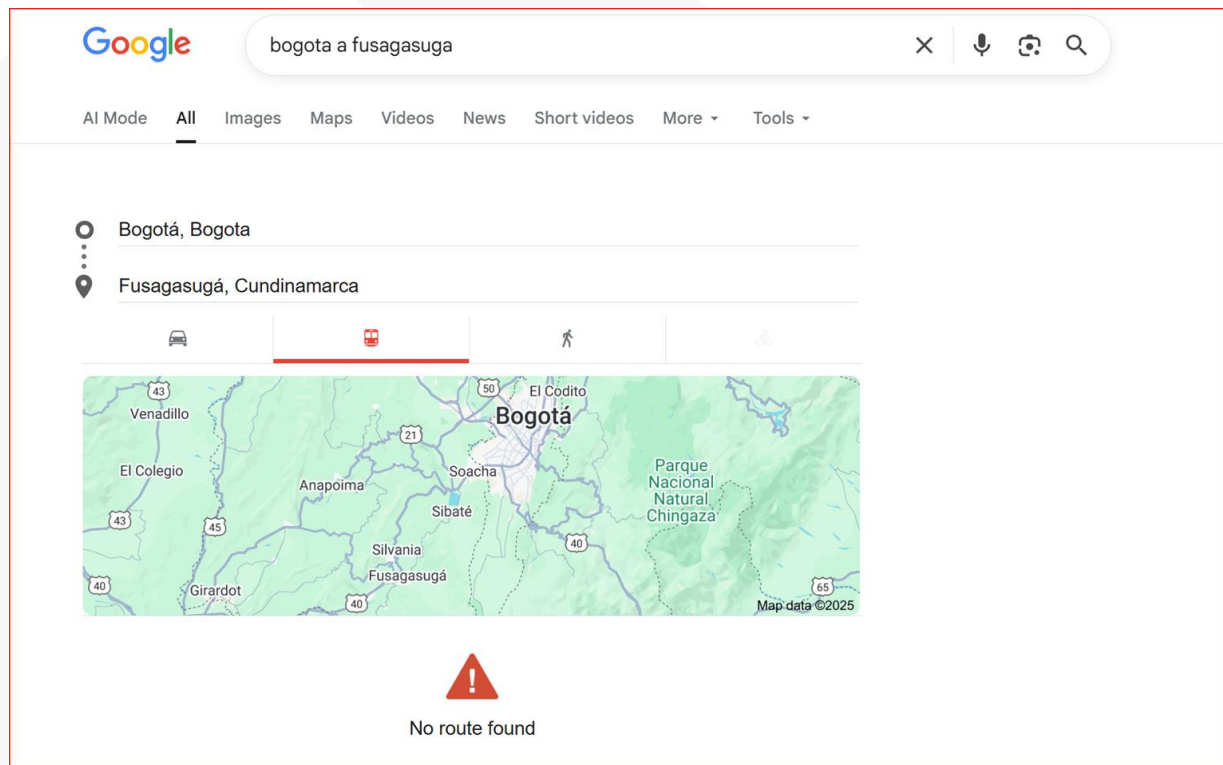 Google
bogota a fusagasuga
AI Mode All Images Maps Videos News Short videos More Tools
Bogotá, Bogota
Fusagasugá, Cundinamarca
43
50
El Codito
Venadillo
Bogotá
21
El Colegio
Soacha
Parque
Nacional
Natural
Chingaza
Anapoima
Sibaté
43
45
40
Silvania
Fusagasugá
40
Girardot
40
65
Map data ©2025
No route found